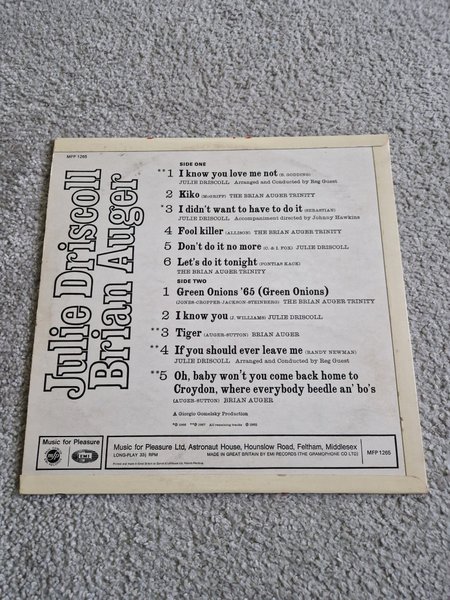 MFP 1265
Julie Driscoll
Brian Auger
SIDE ONE
**1 I know you love me not (B. GODDING)
JULIE DRISCOLL Arranged and Conducted by Reg Guest
2 Kiko (McGRIFF) THE BRIAN AUGER TRINITY
*3 I didn't want to have to do it (SEBASTIAN)
JULIE DRISCOLL Accompaniment directed by Johnny Hawkins
4 Fool killer (ALLISON) THE BRIAN AUGER TRINITY
5 Don't do it no more (C. & I. FOX) JULIE DRISCOLL
6 Let's do it tonight (PONTIAS KAUK)
THE BRIAN AUGER TRINITY
SIDE TWO
1 Green Onions '65 (Green Onions)
(JONES-CROPPER-JACKSON-STEINBERG) THE BRIAN AUGER TRINITY
2 I know you (J. WILLIAMS) JULIE DRISCOLL
**3 Tiger (AUGER-SUTTON) BRIAN AUGER
**4 If you should ever leave me (RANDY NEWMAN)
JULIE DRISCOLL Arranged and Conducted by Reg Guest
**5 Oh, baby won't you come back home to
Croydon, where everybody beedle an' bo's
(AUGER-SUTTON) BRIAN AUGER
A Giorgio Gomelsky Production
**℗ 1967 All remaining tracks ℗
Music for Pleasure
mfp
EMI
Music for Pleasure Ltd, Astronaut House, Hounslow Road, Feltham, Middlesex
LONG-PLAY 33⅓ RPM
MADE IN GREAT BRITAIN BY EMI RECORDS (THE GRAMOPHONE CO LTD)
MFP 1265